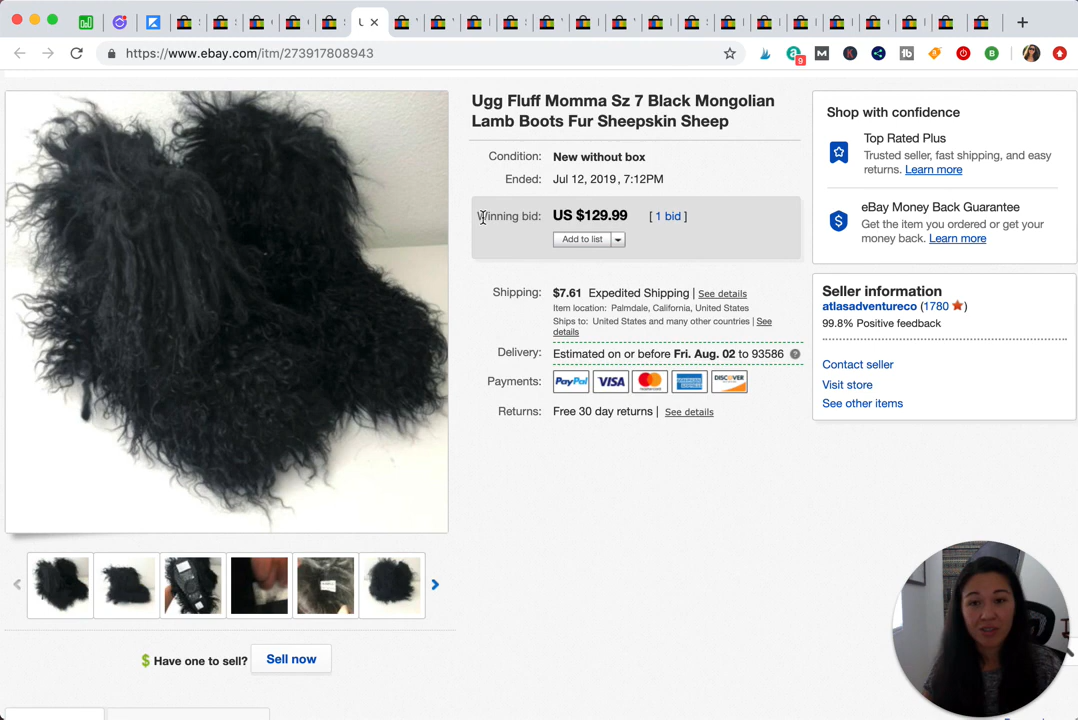 https://www.ebay.com/itm/273917808943
9
Ugg Fluff Momma Sz 7 Black Mongolian
Lamb Boots Fur Sheepskin Sheep
Condition: New without box
Ended: Jul 12, 2019 , 7:12PM
Winning bid: US $129.99 [ 1 bid ]
Add to list
Shipping: $7.61 Expedited Shipping | See details
Item location: Palmdale, California, United States
Ships to: United States and many other countries | See
details
Delivery: Estimated on or before Fri. Aug. 02 to 93586
Payments: PayPal VISA MasterCard AMERICAN EXPRESS DISCOVER
Returns: Free 30 day returns | See details
Have one to sell? Sell now
Shop with confidence
Top Rated Plus
Trusted seller, fast shipping, and easy
returns. Learn more
eBay Money Back Guarantee
Get the item you ordered or get your
money back. Learn more
Seller information
atlasadventureco (1780 )
99.8% Positive feedback
Contact seller
Visit store
See other items